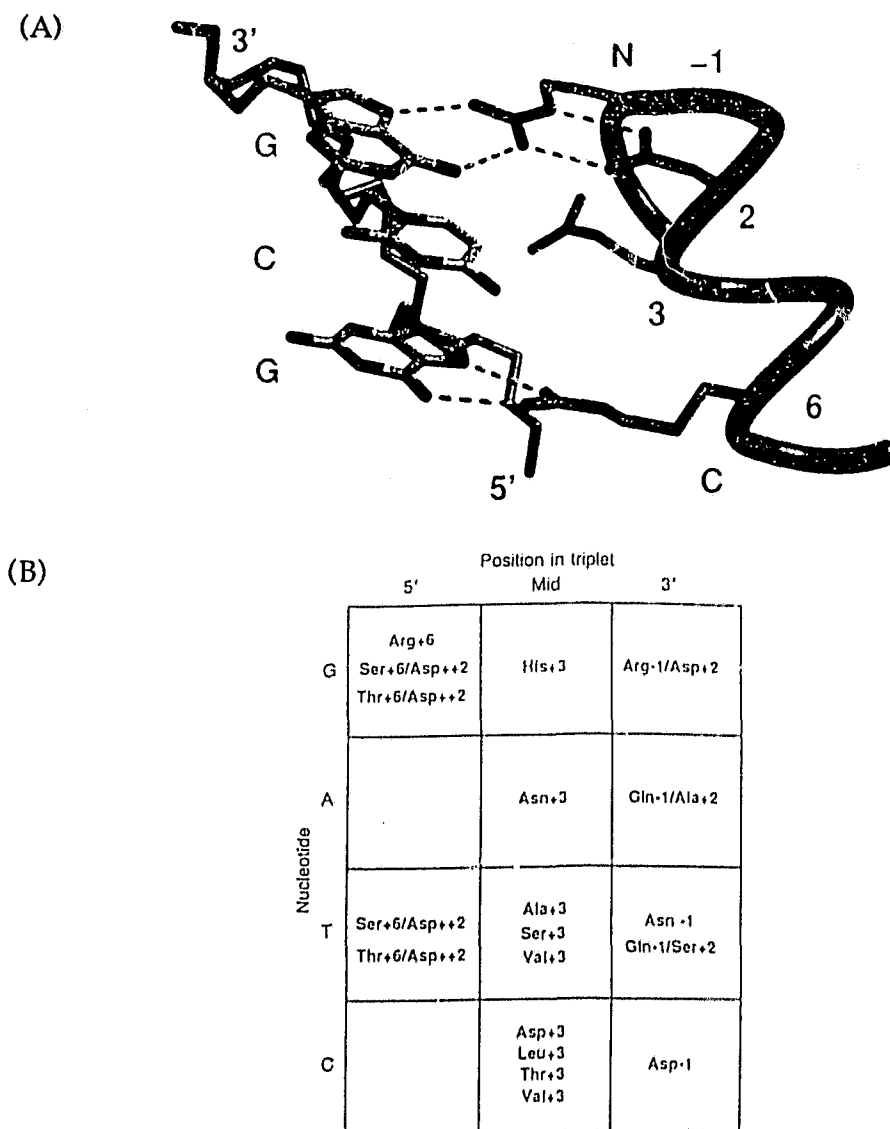 (A)
3'
N
-1
G
2
C
3
G
6
5'
C
(B)
Position in triplet
5' Mid 3'
Nucleotide
G
Arg+6
Ser+6/Asp++2
Thr+6/Asp++2
His+3
Arg-1/Asp+2
A
Asn+3
Gln-1/Ala+2
T
Ser+6/Asp++2
Thr+6/Asp++2
Ala+3
Ser+3
Val+3
Asn -1
Gln-1/Ser+2
C
Asp+3
Leu+3
Thr+3
Val+3
Asp-1